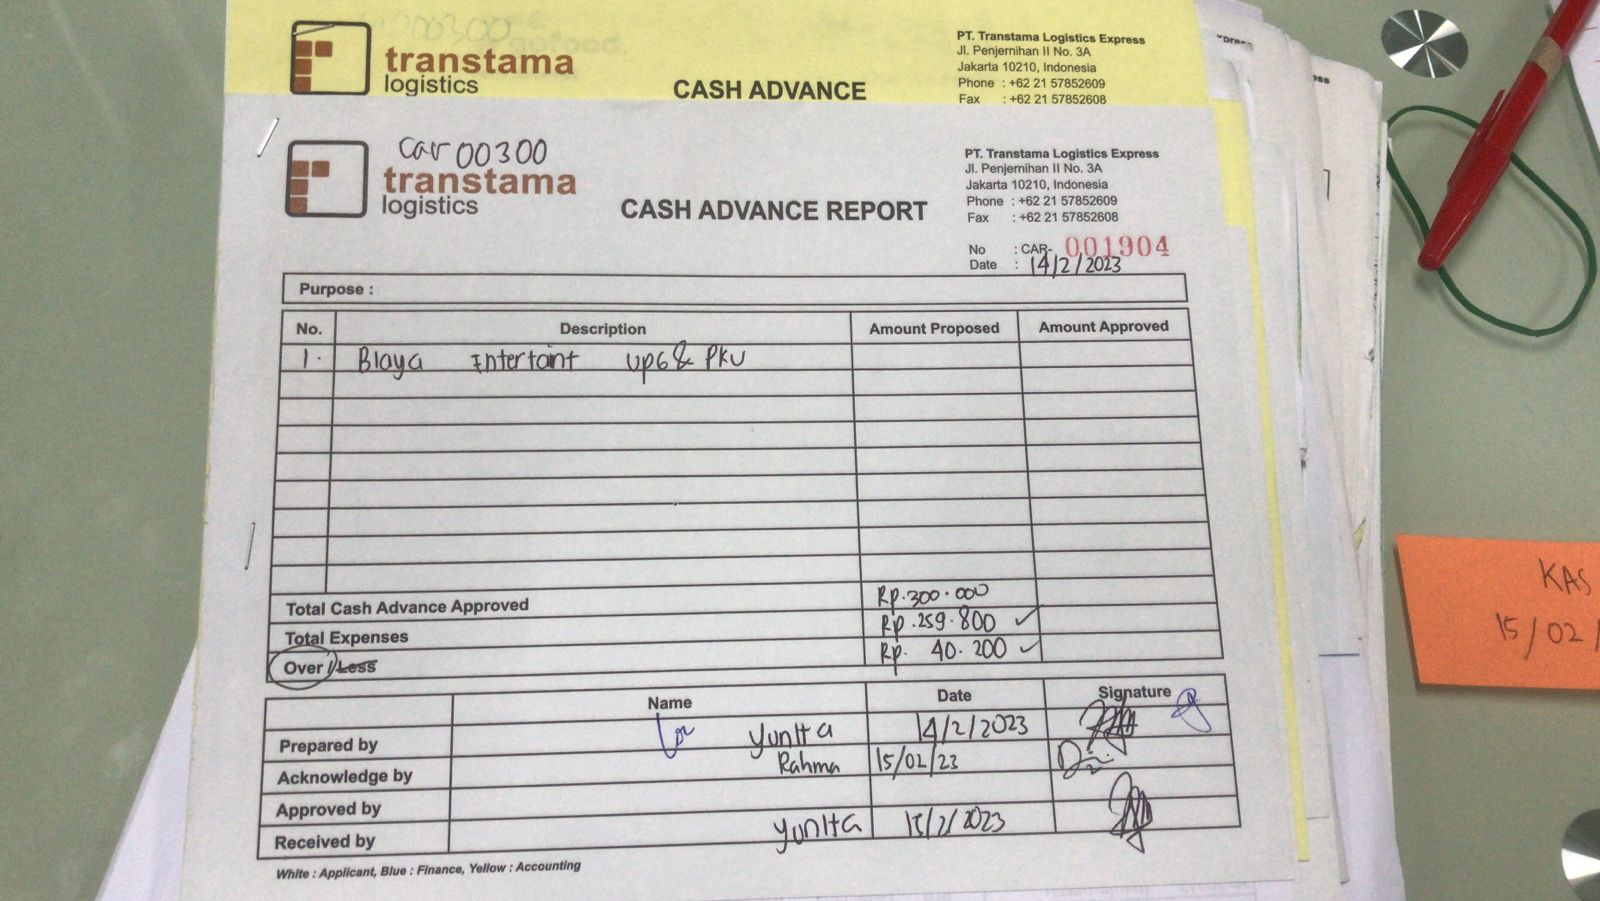 transtama
logistics
CASH ADVANCE
PT. Transtama Logistics Express
Jl. Penjernihan II No. 3A
Jakarta 10210, Indonesia
Phone : +62 21 57852609
Fax : +62 21 57852608
Car 00300
transtama
logistics
CASH ADVANCE REPORT
PT. Transtama Logistics Express
Jl. Penjernihan II No. 3A
Jakarta 10210, Indonesia
Phone : +62 21 57852609
Fax : +62 21 57852608
No : CAR- 001904
Date : 14/2/2023
Purpose :
No. Description Amount Proposed Amount Approved
1. Biaya Intertaint UPG & PKU
Total Cash Advance Approved Rp. 300.000
Total Expenses Rp. 259.800
Over / Less Rp. 40.200
Name Date Signature
Prepared by Yunita 14/2/2023
Acknowledge by Rahma 15/02/23
Approved by
Received by Yunita 15/2/2023
White : Applicant, Blue : Finance, Yellow : Accounting
KAS
15/02/